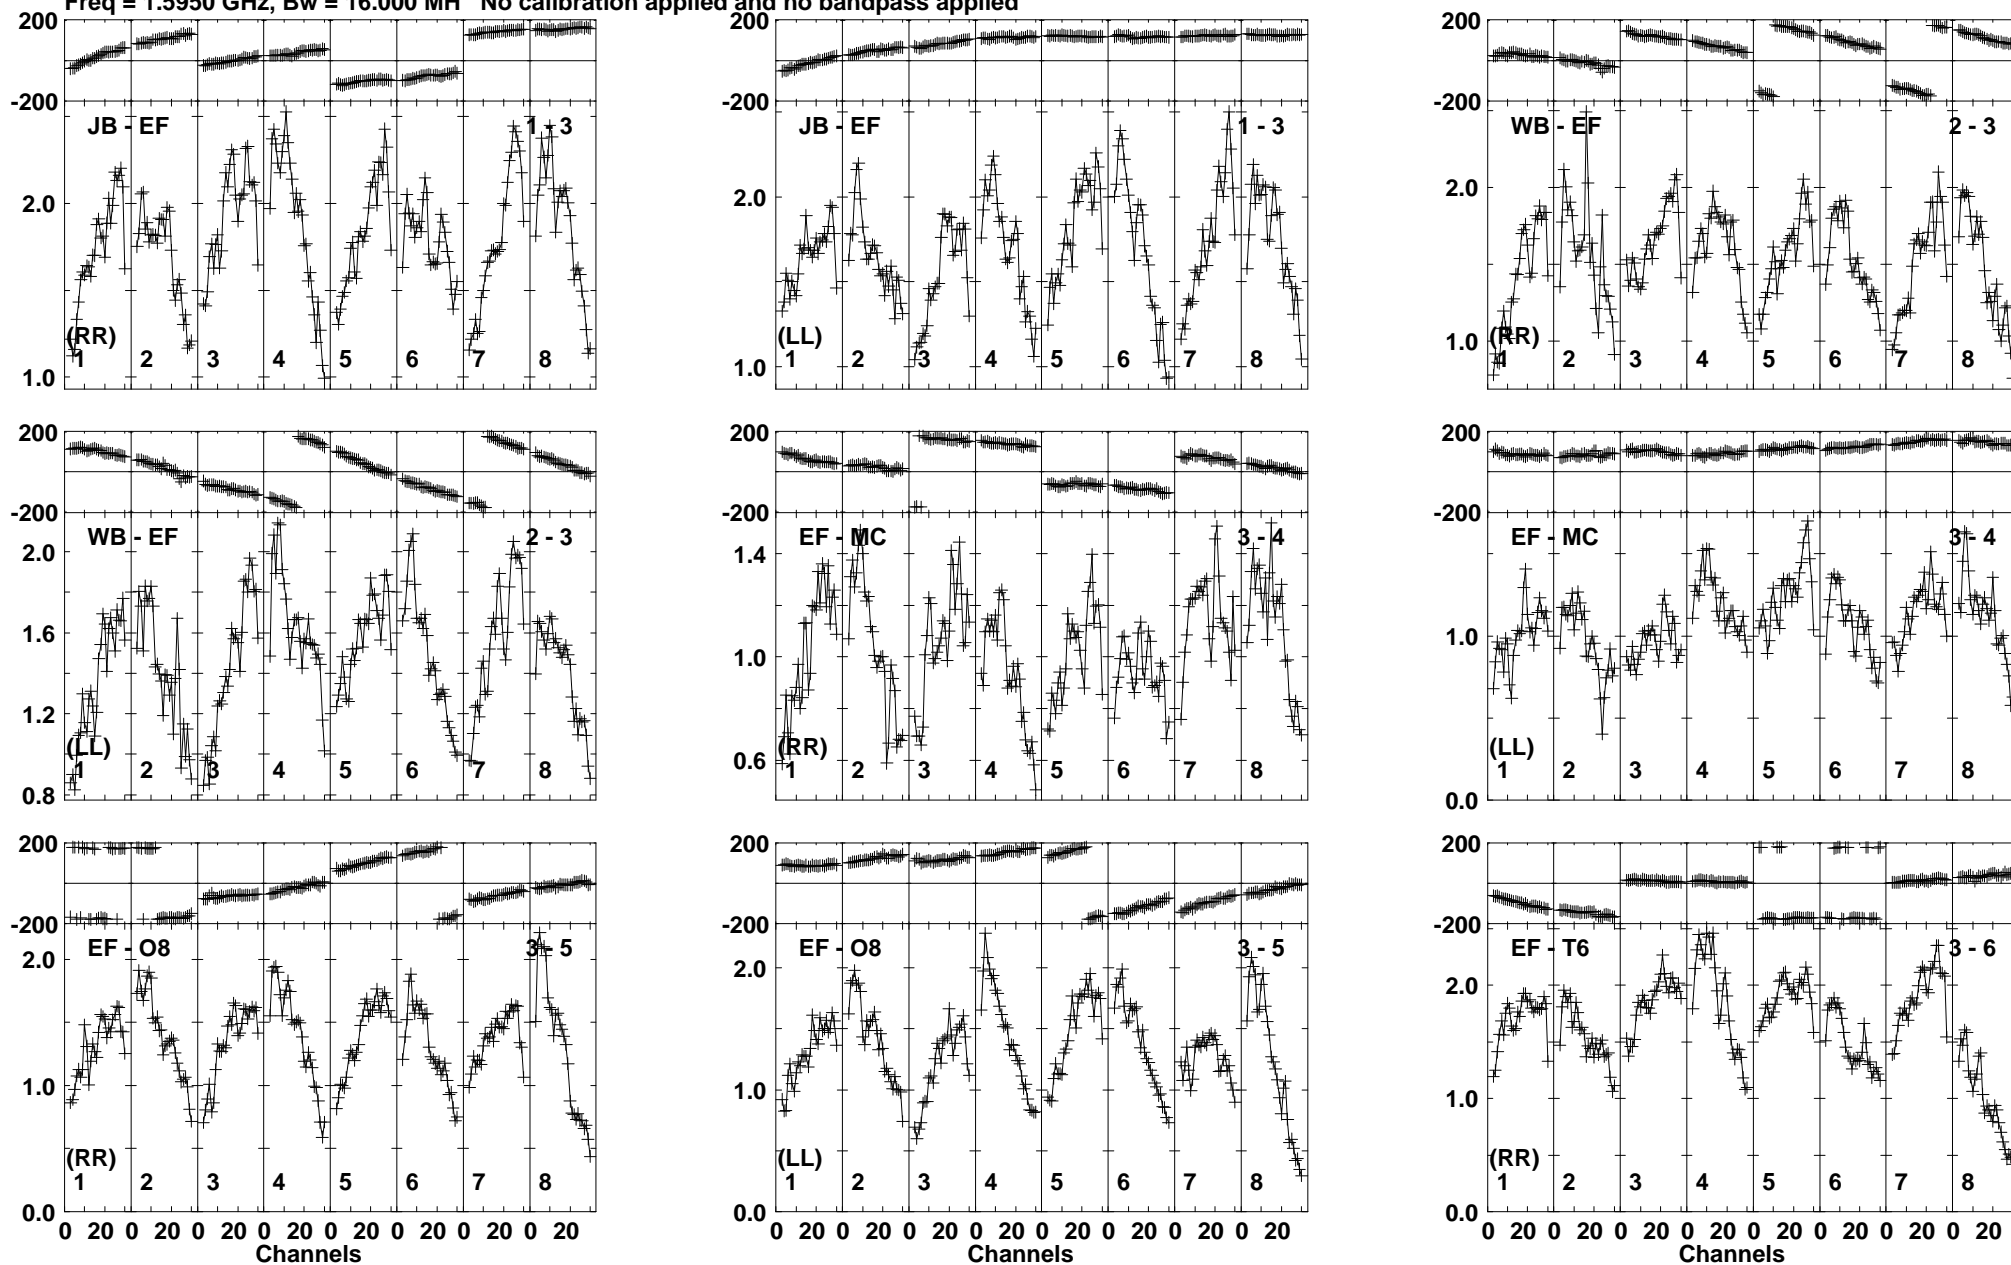 Freq = 1.5950 GHz, Bw = 16.000 MH No calibration applied and no bandpass applied
200 200 200
-200 -200 -200
JB - EF 1 - 3 JB - EF 1 - 3 WB - EF 2 - 3
2.0 2.0 2.0
(RR) (LL) (RR)
1 2 3 4 5 6 7 8 1 2 3 4 5 6 7 8 1 2 3 4 5 6 7 8
1.0 1.0 1.0
200 200 200
-200 -200 -200
WB - EF 2 - 3 EF - MC 3 - 4 EF - MC 3 - 4
2.0 1.4
1.6 1.0 1.0
1.2
(LL) (RR) (LL)
1 2 3 4 5 6 7 8 1 2 3 4 5 6 7 8 1 2 3 4 5 6 7 8
0.8 0.6 0.0
200 200 200
-200 -200 -200
EF - O8 3 - 5 EF - O8 3 - 5 EF - T6 3 - 6
2.0 2.0 2.0
1.0 1.0 1.0
(RR) (LL) (RR)
1 2 3 4 5 6 7 8 1 2 3 4 5 6 7 8 1 2 3 4 5 6 7 8
0.0 0.0 0.0
0 20 0 20 0 20 0 20 0 20 0 20 0 20 0 20 0 20 0 20 0 20 0 20 0 20 0 20 0 20 0 20 0 20 0 20 0 20 0 20 0 20 0 20 0 20 0 20
Channels Channels